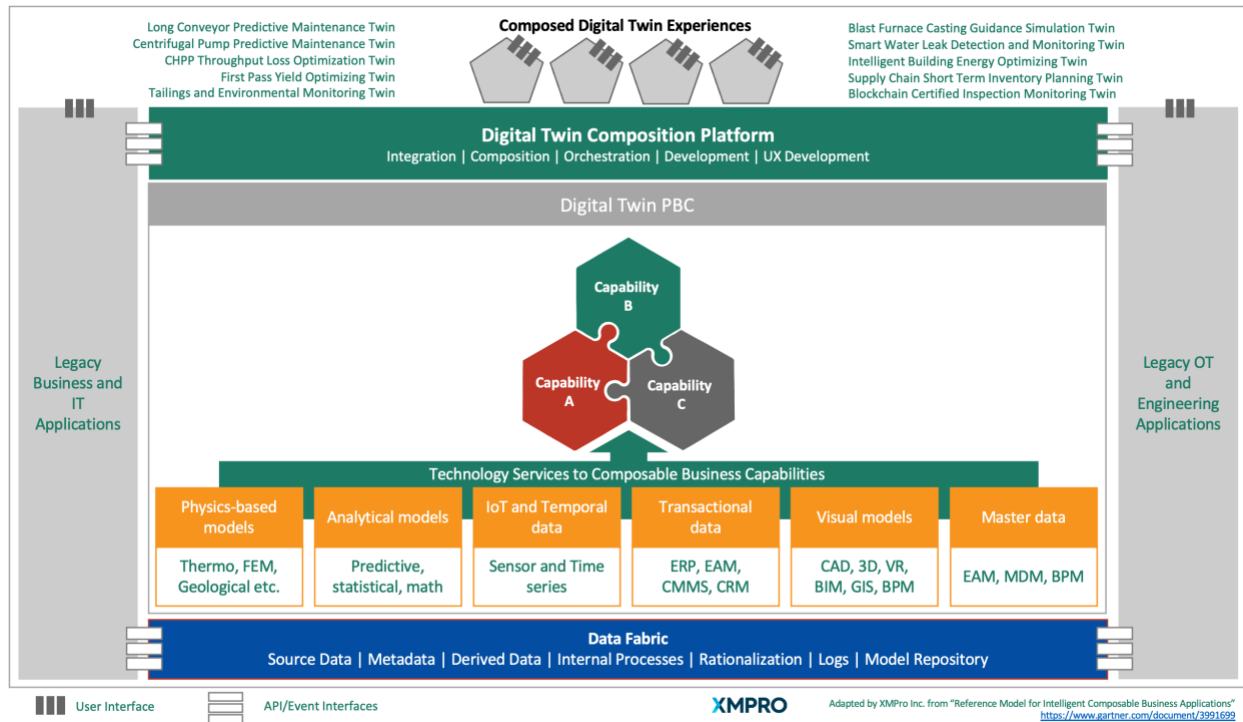 Long Conveyor Predictive Maintenance Twin
Centrifugal Pump Predictive Maintenance Twin
CHPP Throughput Loss Optimization Twin
First Pass Yield Optimizing Twin
Tailings and Environmental Monitoring Twin
Composed Digital Twin Experiences
Blast Furnace Casting Guidance Simulation Twin
Smart Water Leak Detection and Monitoring Twin
Intelligent Building Energy Optimizing Twin
Supply Chain Short Term Inventory Planning Twin
Blockchain Certified Inspection Monitoring Twin
Digital Twin Composition Platform
Integration | Composition | Orchestration | Development | UX Development
Digital Twin PBC
Legacy
Business and
IT
Applications
Capability
B
Capability
A
Capability
C
Legacy OT
and
Engineering
Applications
Technology Services to Composable Business Capabilities
Physics-based
models
Thermo, FEM,
Geological etc.
Analytical models
Predictive,
statistical, math
IoT and Temporal
data
Sensor and Time
series
Transactional
data
ERP, EAM,
CMMS, CRM
Visual models
CAD, 3D, VR,
BIM, GIS, BPM
Master data
EAM, MDM, BPM
Data Fabric
Source Data | Metadata | Derived Data | Internal Processes | Rationalization | Logs | Model Repository
User Interface
API/Event Interfaces
XMPRO
Adapted by XMPro Inc. from “Reference Model for Intelligent Composable Business Applications”
https://www.gartner.com/document/3991699